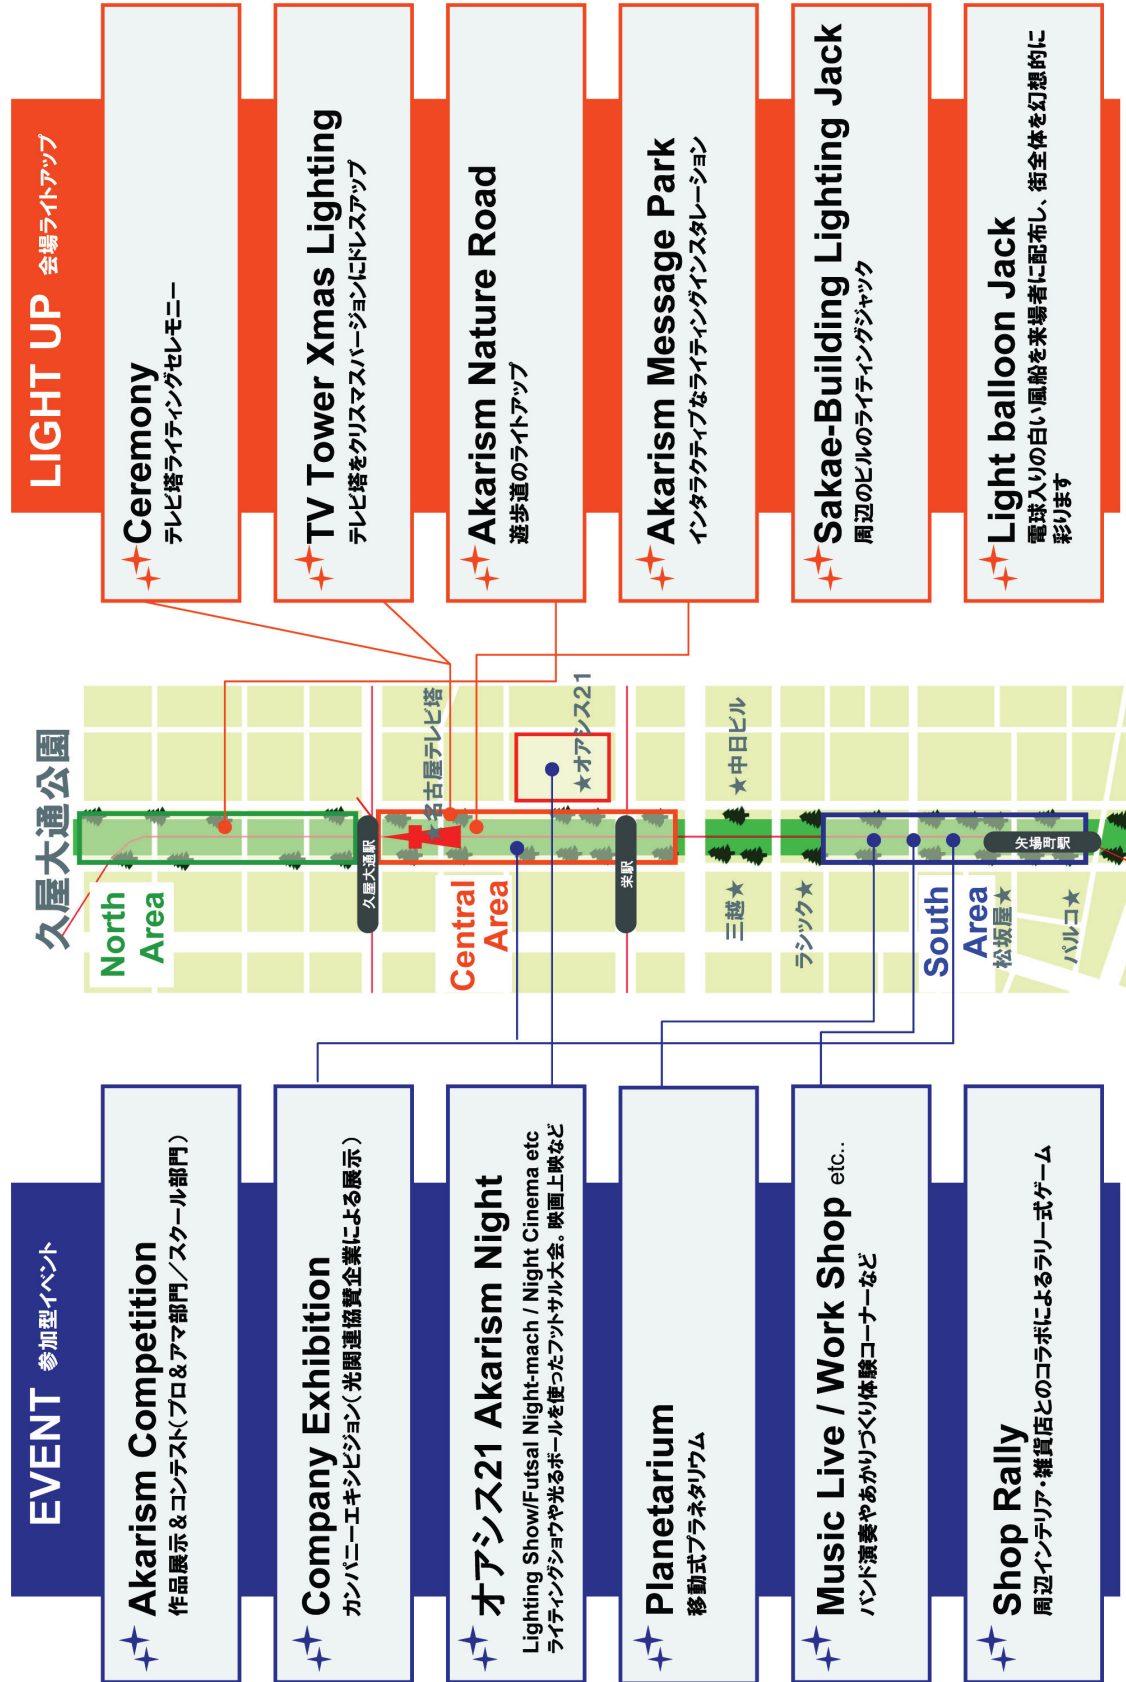 EVENT 参加型イベント
Akarism Competition
作品展示&コンテスト(プロ&アマ部門/スクール部門)
Company Exhibition
カンパニーエキシビジョン(光関連協賛企業による展示)
オアシス21 Akarism Night
Lighting Show/Futsal Night-mach / Night Cinema etc
ライティングショウや光るボールを使ったフットサル大会。映画上映など
Planetarium
移動式プラネタリウム
Music Live / Work Shop etc..
バンド演奏やあかりづくり体験コーナーなど
Shop Rally
周辺インテリア・雑貨店とのコラボによるラリー式ゲーム
久屋大通公園
North
Area
久屋大通駅
★名古屋テレビ塔
Central
Area
★オアシス21
栄駅
三越★
★中日ビル
ラシック★
South
Area
松坂屋★
矢場町駅
パルコ★
LIGHT UP 会場ライトアップ
Ceremony
テレビ塔ライティングセレモニー
TV Tower Xmas Lighting
テレビ塔をクリスマスバージョンにドレスアップ
Akarism Nature Road
遊歩道のライトアップ
Akarism Message Park
インタラクティブなライティングインスタレーション
Sakae-Building Lighting Jack
周辺のビルのライティングジャック
Light balloon Jack
電球入りの白い風船を来場者に配布し、街全体を幻想的に
彩ります